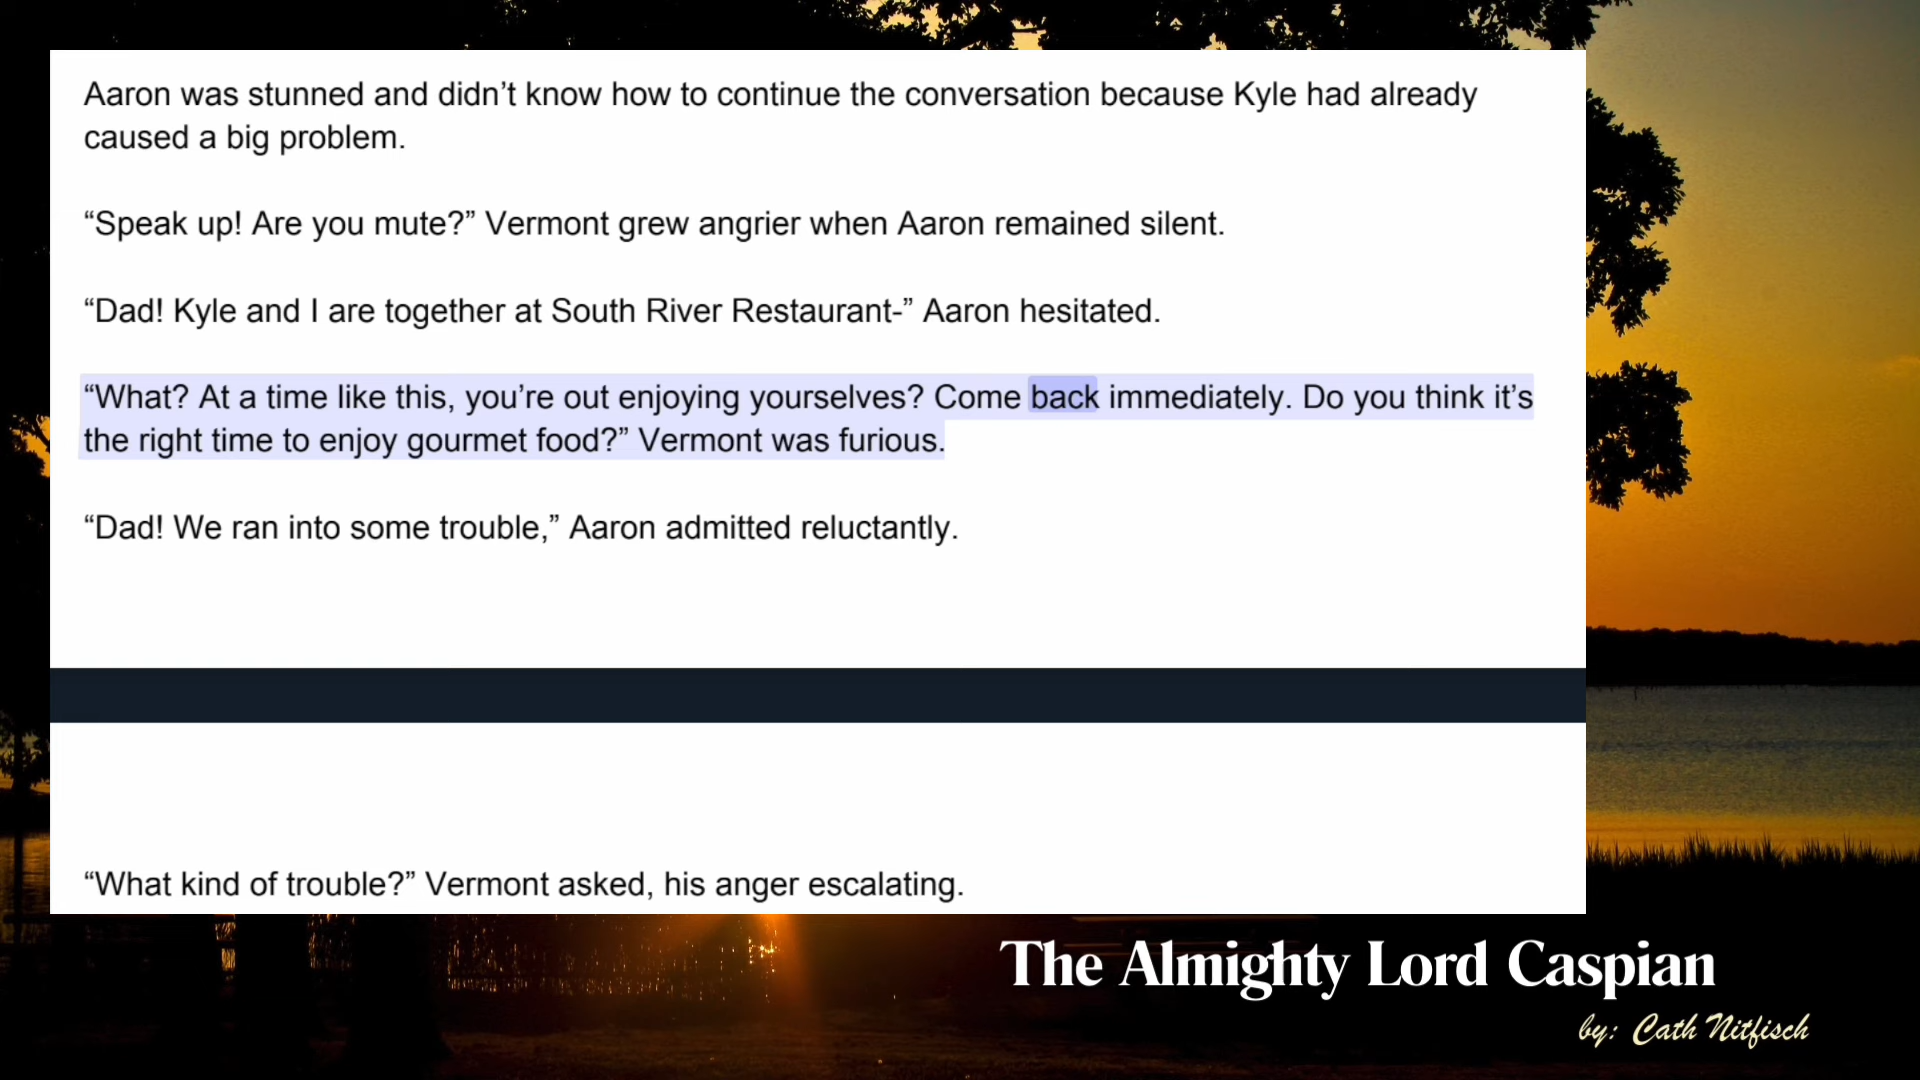 Aaron was stunned and didn’t know how to continue the conversation because Kyle had already
caused a big problem.
“Speak up! Are you mute?” Vermont grew angrier when Aaron remained silent.
“Dad! Kyle and I are together at South River Restaurant-” Aaron hesitated.
“What? At a time like this, you’re out enjoying yourselves? Come back immediately. Do you think it’s
the right time to enjoy gourmet food?” Vermont was furious.
“Dad! We ran into some trouble,” Aaron admitted reluctantly.
“What kind of trouble?” Vermont asked, his anger escalating.
The Almighty Lord Caspian
by: Cath Nitfisch